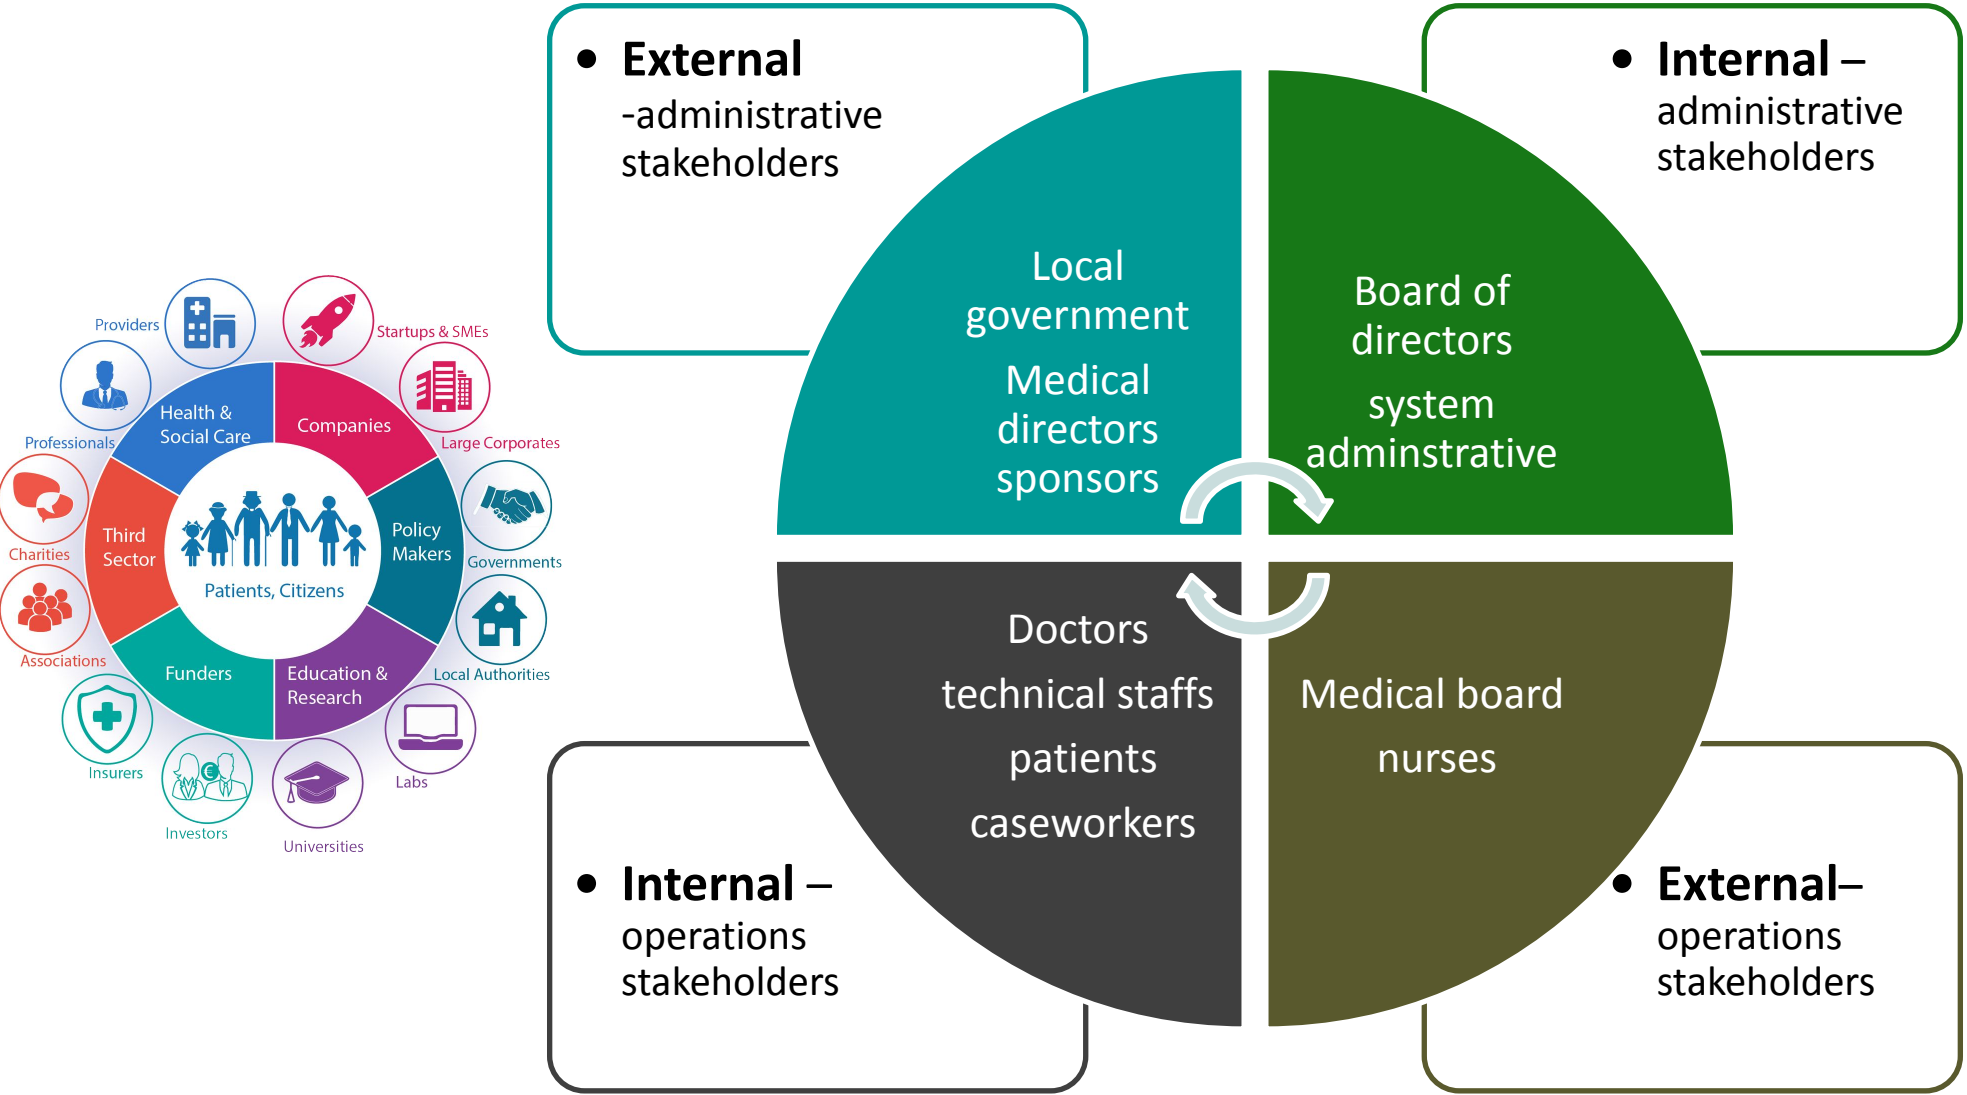 Providers
Startups & SMEs
Professionals
Large Corporates
Health &
Social Care
Companies
Charities
Third
Sector
Policy
Makers
Governments
Patients, Citizens
Associations
Local Authorities
Funders
Education &
Research
Insurers
Labs
Investors
€
Universities
• External
-administrative
stakeholders
Local
government
Medical
directors
sponsors
• Internal –
administrative
stakeholders
Board of
directors
system
adminstrative
Doctors
technical staffs
patients
caseworkers
• Internal –
operations
stakeholders
Medical board
nurses
• External–
operations
stakeholders